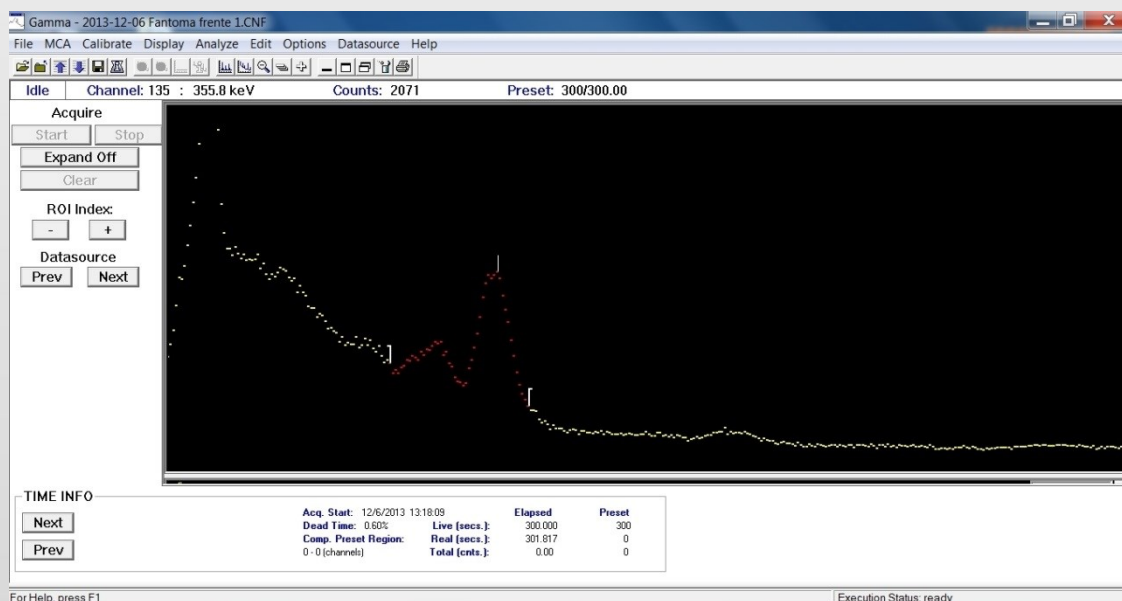 Gamma - 2013-12-06 Fantoma frente 1.CNF
File MCA Calibrate Display Analyze Edit Options Datasource Help
Idle Channel: 135 : 355.8 keV Counts: 2071 Preset: 300/300.00
Acquire
Start Stop
Expand Off
Clear
ROI Index:
- +
Datasource
Prev Next
TIME INFO
Next
Prev
Acq. Start: 12/6/2013 13:18:09 Elapsed Preset
Dead Time: 0.60% Live (secs.): 300.000 300
Comp. Preset Region: Real (secs.): 301.817 0
0 - 0 (channels) Total (cnts.): 0.00 0
For Help, press F1 Execution Status: ready